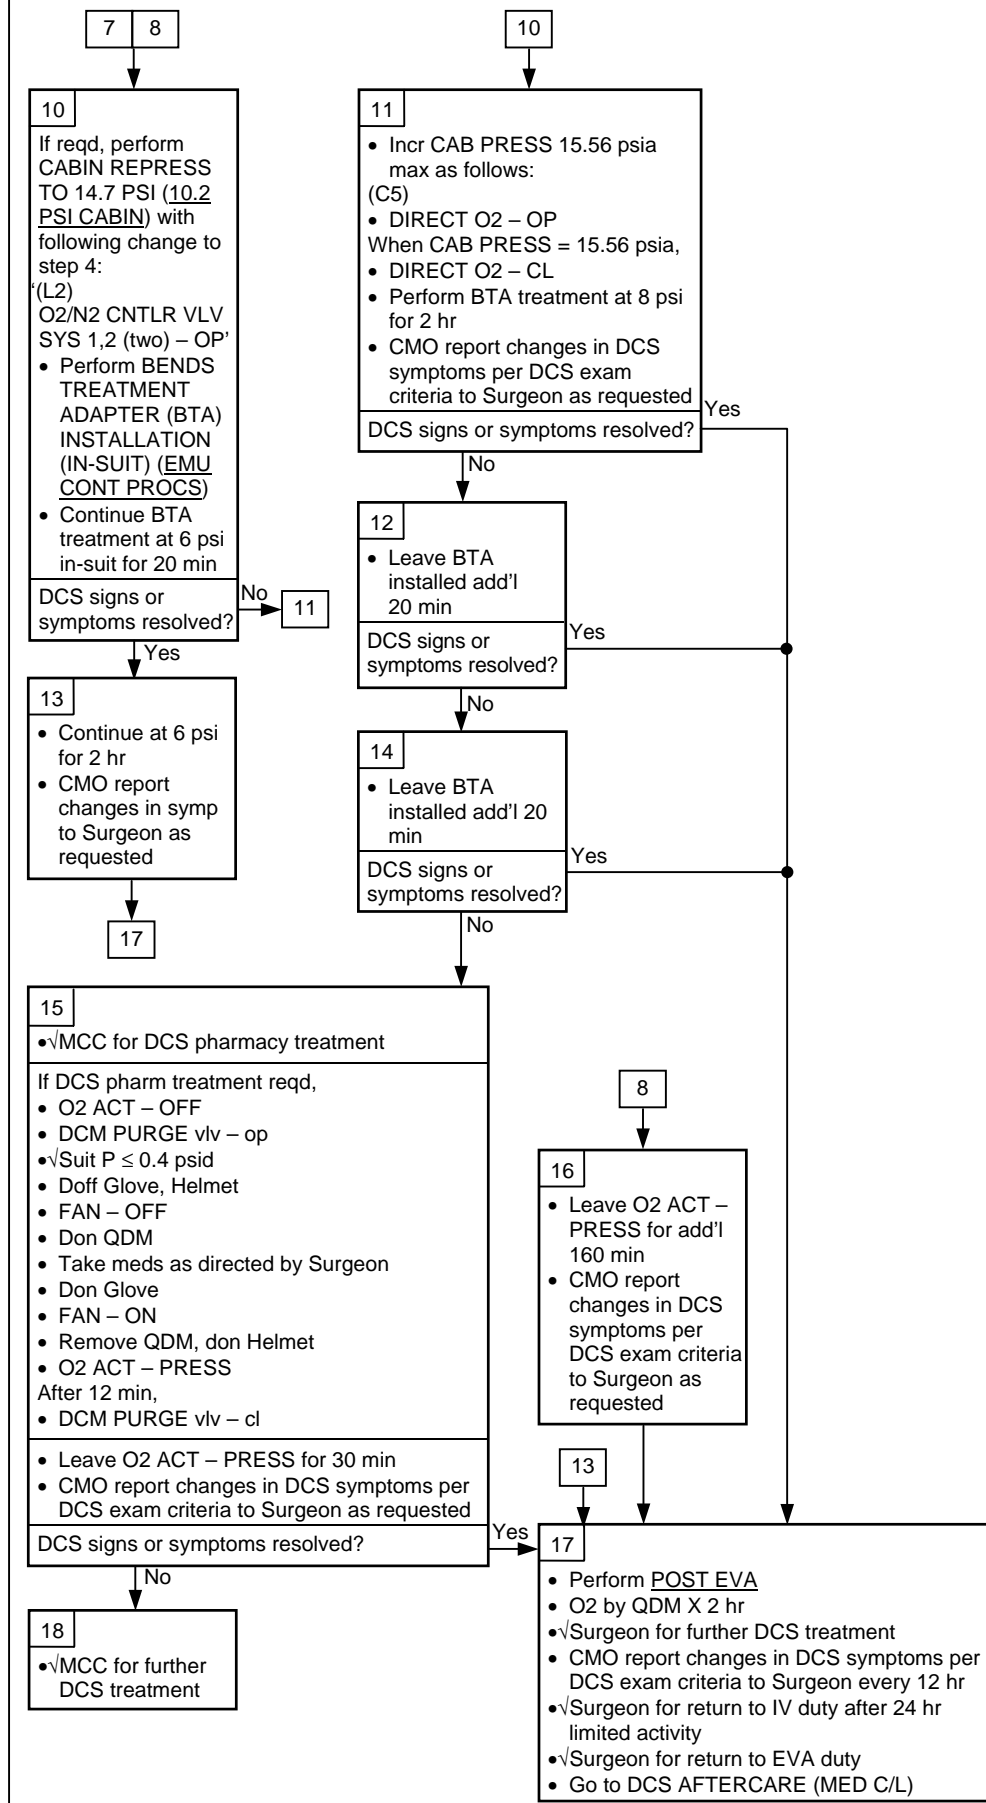 7 8
10
If reqd, perform
CABIN REPRESS
TO 14.7 PSI (10.2
PSI CABIN) with
following change to
step 4:
‘(L2)
O2/N2 CNTLR VLV
SYS 1,2 (two) – OP’
• Perform BENDS
TREATMENT
ADAPTER (BTA)
INSTALLATION
(IN-SUIT) (EMU
CONT PROCS)
• Continue BTA
treatment at 6 psi
in-suit for 20 min
DCS signs or
symptoms resolved?
No
11
Yes
13
• Continue at 6 psi
for 2 hr
• CMO report
changes in symp
to Surgeon as
requested
17
10
11
• Incr CAB PRESS 15.56 psia
max as follows:
(C5)
• DIRECT O2 – OP
When CAB PRESS = 15.56 psia,
• DIRECT O2 – CL
• Perform BTA treatment at 8 psi
for 2 hr
• CMO report changes in DCS
symptoms per DCS exam
criteria to Surgeon as requested
DCS signs or symptoms resolved?
Yes
No
12
• Leave BTA
installed add’l
20 min
DCS signs or
symptoms resolved?
Yes
No
14
• Leave BTA
installed add’l 20
min
DCS signs or
symptoms resolved?
Yes
No
15
•√MCC for DCS pharmacy treatment
If DCS pharm treatment reqd,
• O2 ACT – OFF
• DCM PURGE vlv – op
•√Suit P ≤ 0.4 psid
• Doff Glove, Helmet
• FAN – OFF
• Don QDM
• Take meds as directed by Surgeon
• Don Glove
• FAN – ON
• Remove QDM, don Helmet
• O2 ACT – PRESS
After 12 min,
• DCM PURGE vlv – cl
• Leave O2 ACT – PRESS for 30 min
• CMO report changes in DCS symptoms per
DCS exam criteria to Surgeon as requested
DCS signs or symptoms resolved?
Yes
No
18
•√MCC for further
DCS treatment
8
16
• Leave O2 ACT –
PRESS for add’l
160 min
• CMO report
changes in DCS
symptoms per
DCS exam criteria
to Surgeon as
requested
13
17
• Perform POST EVA
• O2 by QDM X 2 hr
•√Surgeon for further DCS treatment
• CMO report changes in DCS symptoms per
DCS exam criteria to Surgeon every 12 hr
•√Surgeon for return to IV duty after 24 hr
limited activity
•√Surgeon for return to EVA duty
• Go to DCS AFTERCARE (MED C/L)